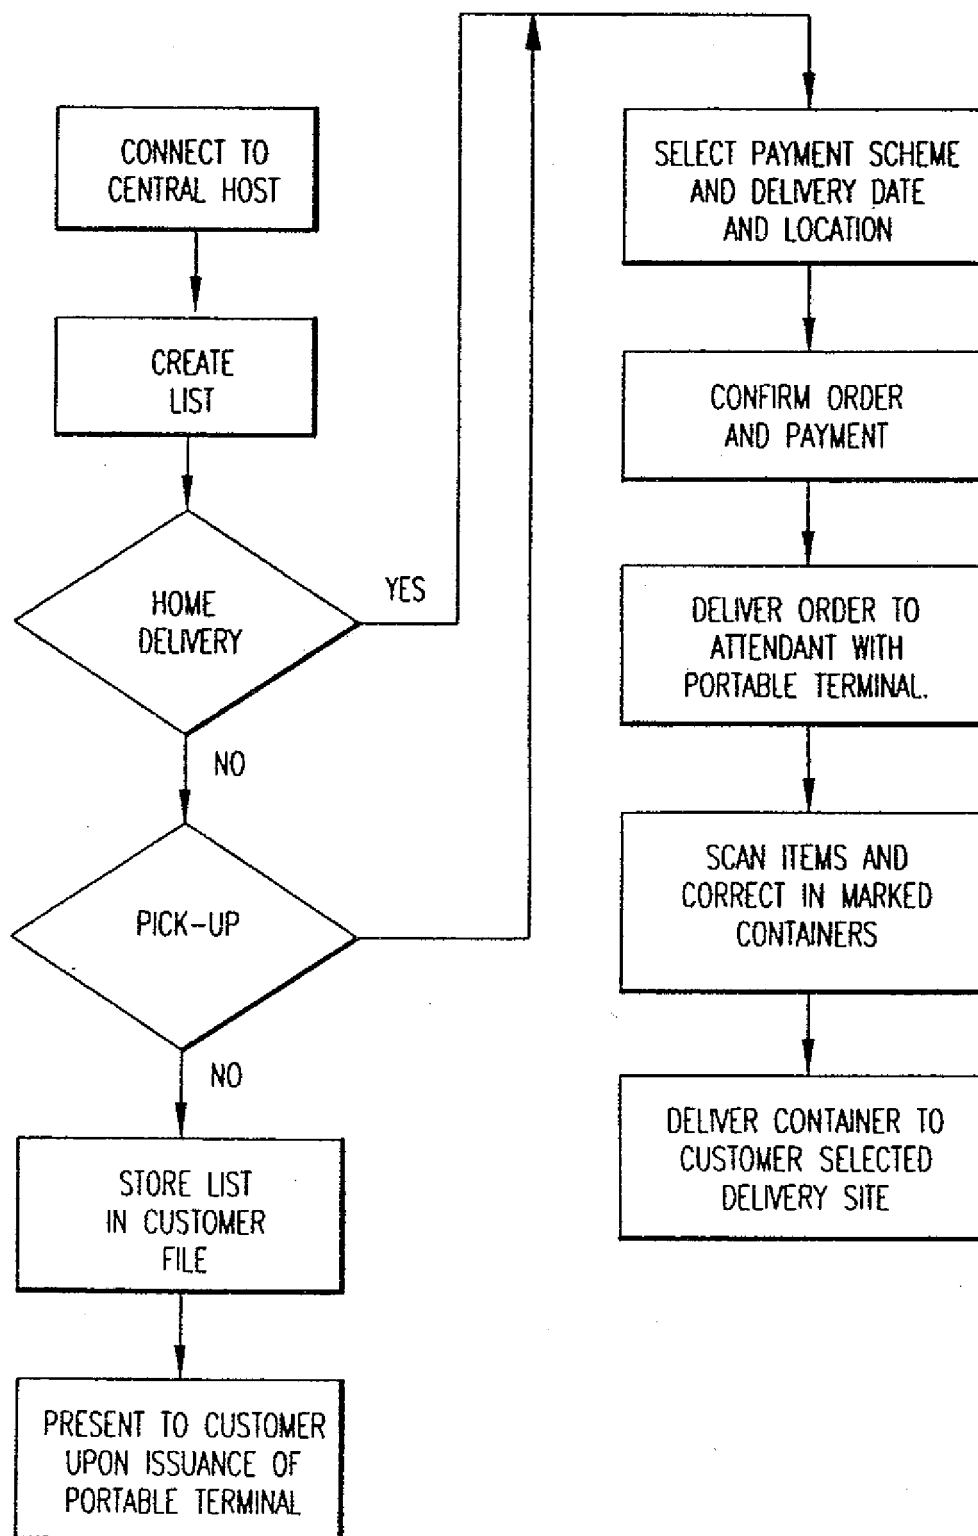 CONNECT TO
CENTRAL HOST
CREATE
LIST
HOME
DELIVERY
YES
NO
PICK-UP
NO
STORE LIST
IN CUSTOMER
FILE
PRESENT TO CUSTOMER
UPON ISSUANCE OF
PORTABLE TERMINAL
SELECT PAYMENT SCHEME
AND DELIVERY DATE
AND LOCATION
CONFIRM ORDER
AND PAYMENT
DELIVER ORDER TO
ATTENDANT WITH
PORTABLE TERMINAL.
SCAN ITEMS AND
CORRECT IN MARKED
CONTAINERS
DELIVER CONTAINER TO
CUSTOMER SELECTED
DELIVERY SITE